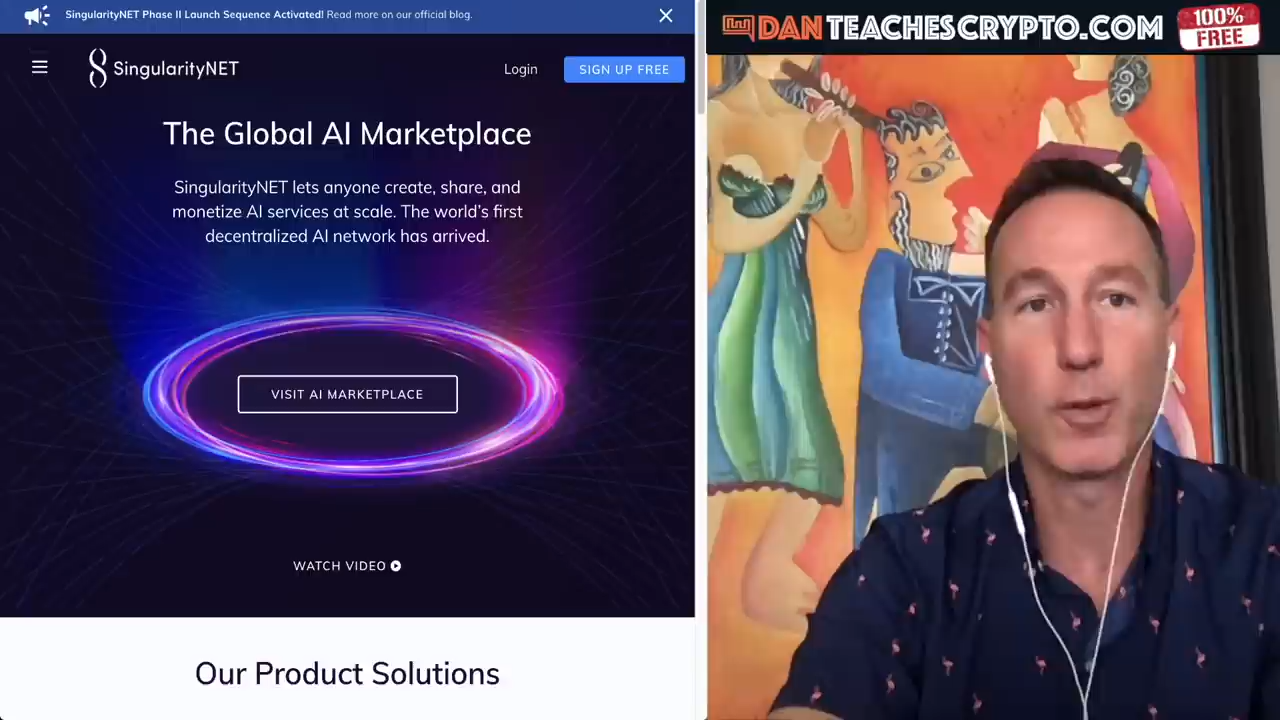 SingularityNET Phase II Launch Sequence Activated! Read more on our official blog.
SingularityNET
Login
SIGN UP FREE
The Global AI Marketplace
SingularityNET lets anyone create, share, and
monetize AI services at scale. The world's first
decentralized AI network has arrived.
VISIT AI MARKETPLACE
WATCH VIDEO
Our Product Solutions
DANTEACHESCRYPTO.COM
100%
FREE